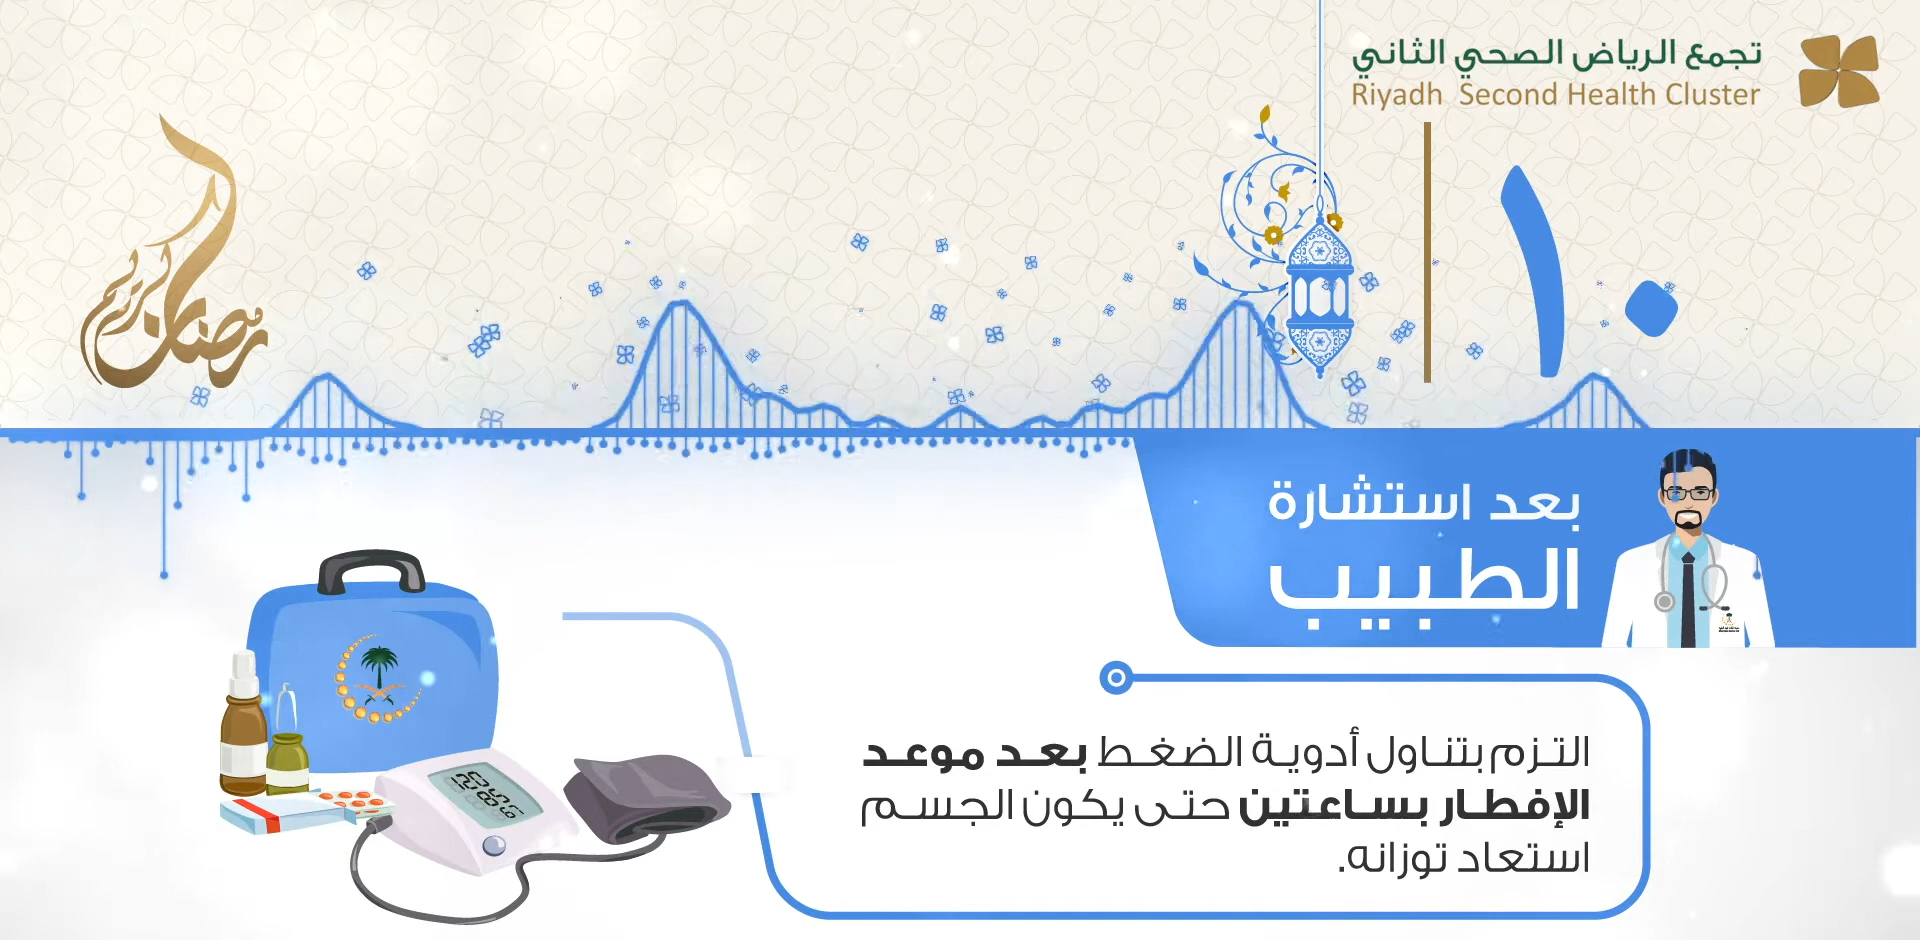 تجمع الرياض الصحي الثاني
Riyadh Second Health Cluster
رمضان كريم
١٠
بعد استشارة
الطبيب
التزم بتناول أدوية الضغط بعد موعد
الإفطار بساعتين حتى يكون الجسم
استعاد توزانه.